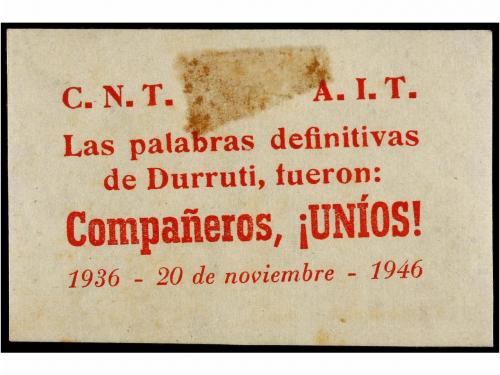 C. N. T. A. I. T.
Las palabras definitivas
de Durruti, fueron:
Compañeros, ¡UNÍOS!
1936 - 20 de noviembre - 1946